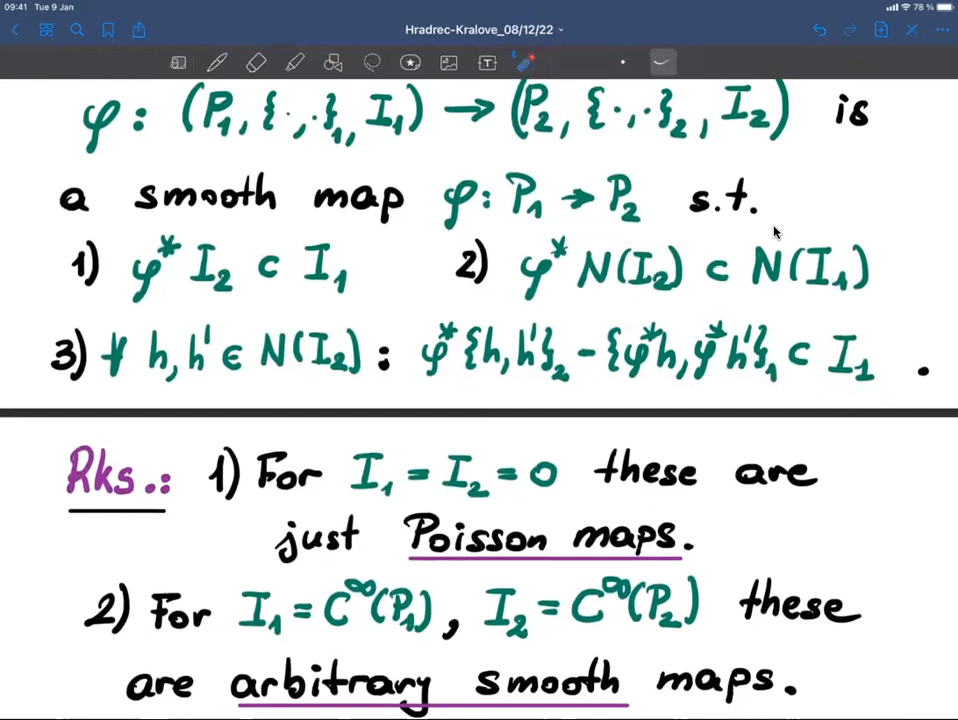 09:41 Tue 9 Jan
78 %
Hradrec-Kralove_08/12/22
φ : (P₁, {·,·}₁, I₁) → (P₂, {·,·}₂, I₂) is
a smooth map φ: P₁ → P₂ s.t.
1) φ* I₂ ⊂ I₁ 2) φ* N(I₂) ⊂ N(I₁)
3) ∀ h, h' ∈ N(I₂) : φ*{h, h'}₂ - {φ*h, φ*h'}₁ ⊂ I₁ .
Rks.: 1) For I₁ = I₂ = 0 these are
just Poisson maps.
2) For I₁ = C^∞(P₁), I₂ = C^∞(P₂) these
are arbitrary smooth maps.